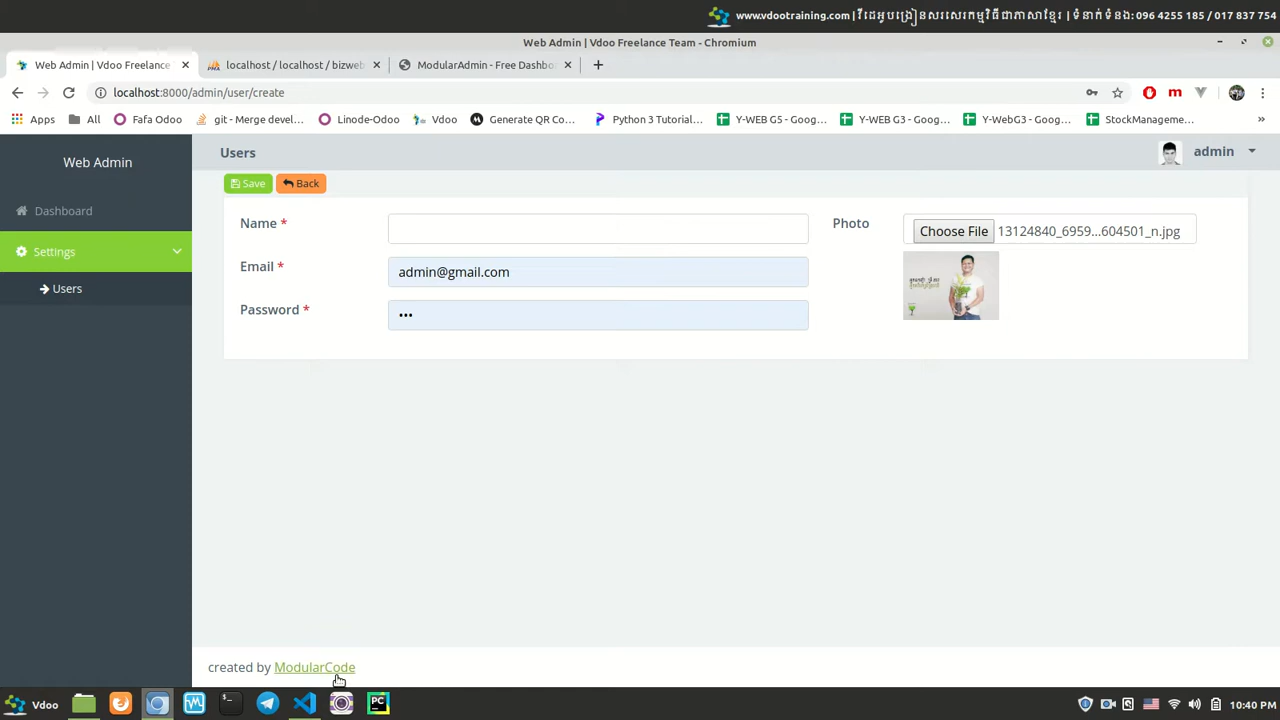 www.vdootraining.com | វីដេអូបង្រៀនសរសេរកម្មវិធីជាភាសាខ្មែរ | ទំនាក់ទំនង: 096 4255 185 / 017 837 754
Web Admin | Vdoo Freelance Team - Chromium
Web Admin | Vdoo Freelance
localhost / localhost / bizweb
ModularAdmin - Free Dashbo
localhost:8000/admin/user/create
Apps
All
Fafa Odoo
git - Merge devel...
Linode-Odoo
Vdoo
Generate QR Co...
Python 3 Tutorial...
Y-WEB G5 - Goog...
Y-WEB G3 - Goog...
Y-WebG3 - Goog...
StockManageme...
»
Web Admin
Users
admin
Dashboard
Save
Back
Settings
Users
Name *
Photo
Choose File 13124840_6959...604501_n.jpg
Email *
admin@gmail.com
Password *
•••
created by ModularCode
Vdoo
10:40 PM